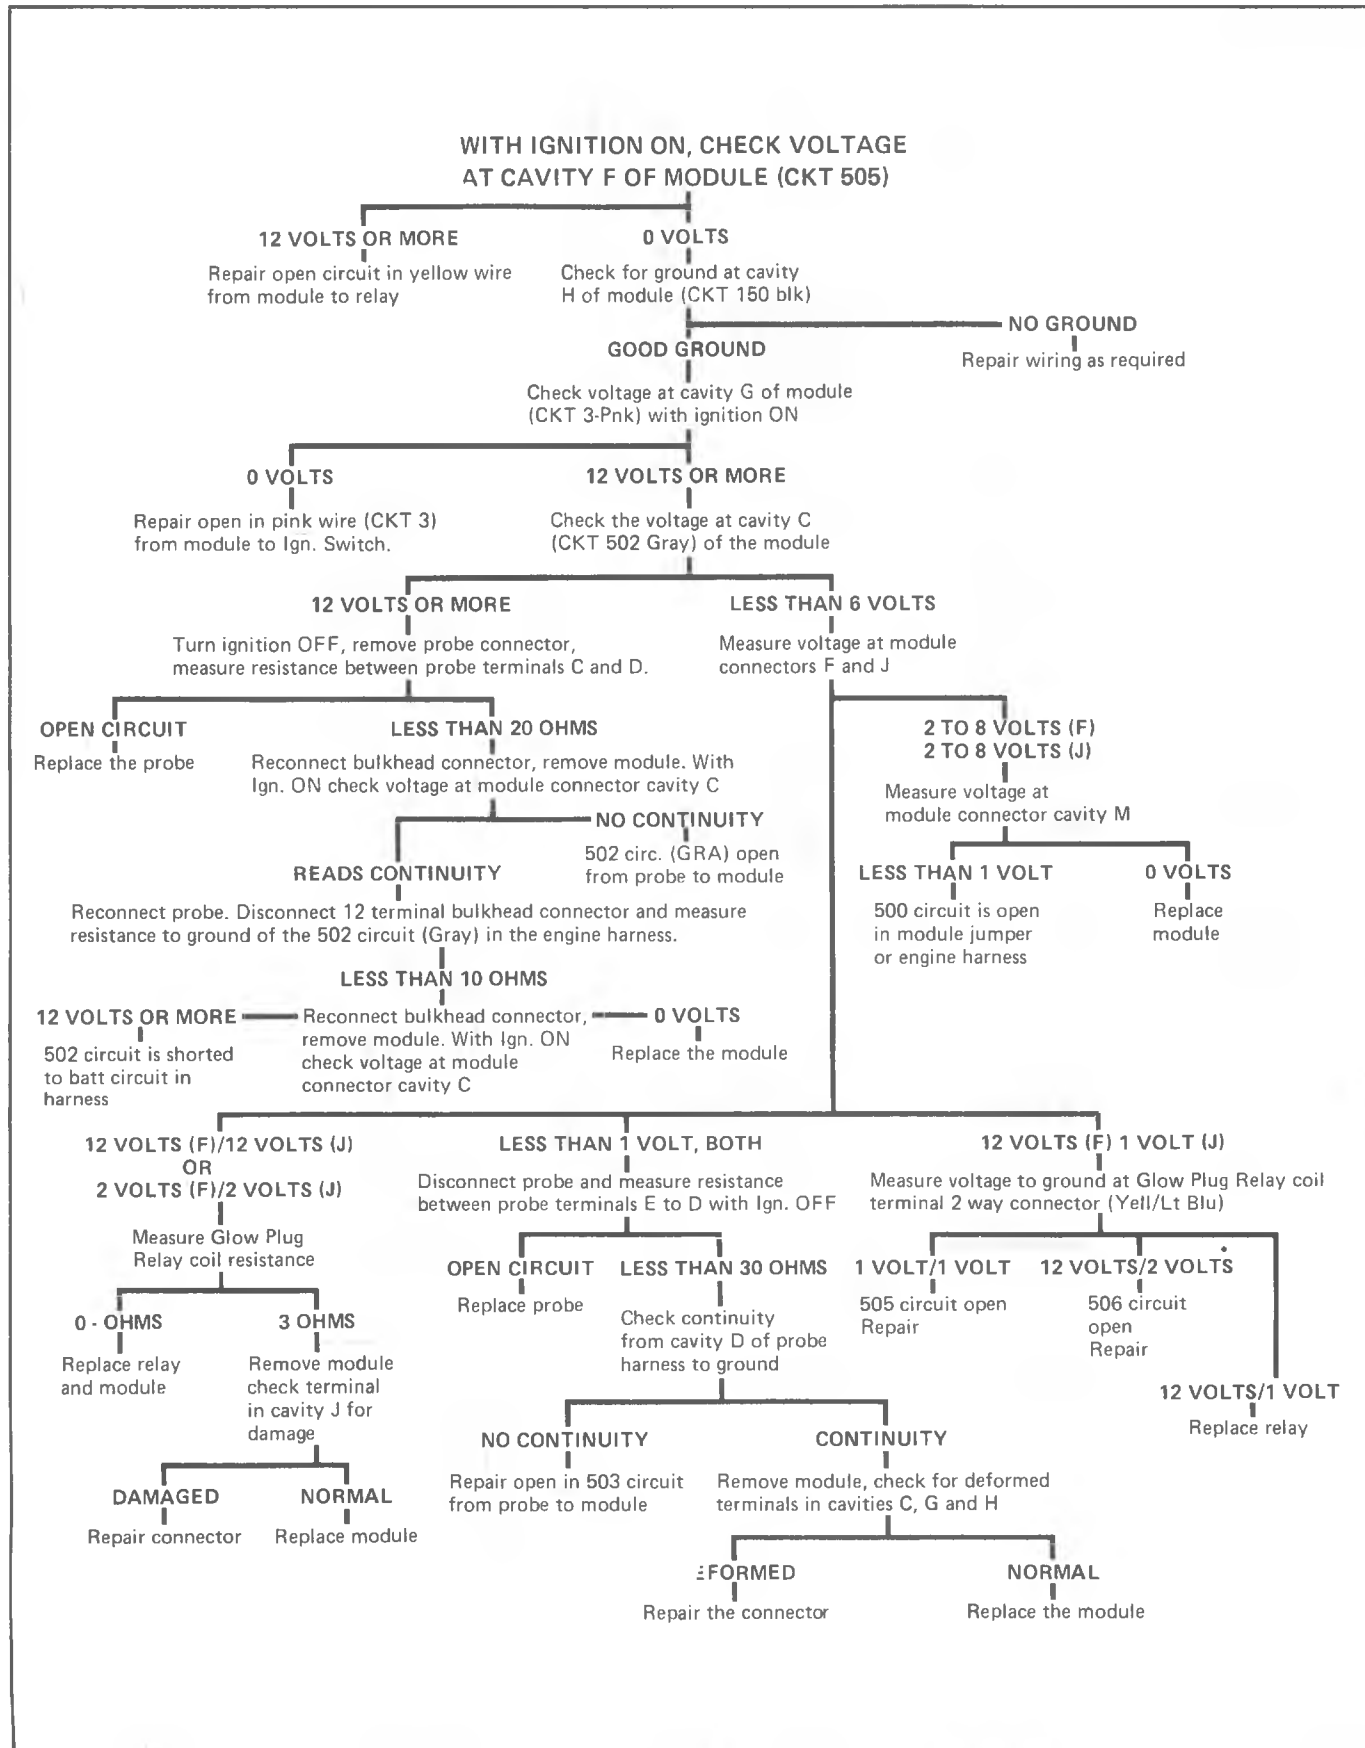 WITH IGNITION ON, CHECK VOLTAGE
AT CAVITY F OF MODULE (CKT 505)
12 VOLTS OR MORE
Repair open circuit in yellow wire
from module to relay
0 VOLTS
Check for ground at cavity
H of module (CKT 150 blk)
NO GROUND
Repair wiring as required
GOOD GROUND
Check voltage at cavity G of module
(CKT 3-Pnk) with ignition ON
0 VOLTS
Repair open in pink wire (CKT 3)
from module to Ign. Switch.
12 VOLTS OR MORE
Check the voltage at cavity C
(CKT 502 Gray) of the module
12 VOLTS OR MORE
Turn ignition OFF, remove probe connector,
measure resistance between probe terminals C and D.
LESS THAN 6 VOLTS
Measure voltage at module
connectors F and J
OPEN CIRCUIT
Replace the probe
LESS THAN 20 OHMS
Reconnect bulkhead connector, remove module. With
Ign. ON check voltage at module connector cavity C
2 TO 8 VOLTS (F)
2 TO 8 VOLTS (J)
Measure voltage at
module connector cavity M
NO CONTINUITY
502 circ. (GRA) open
from probe to module
READS CONTINUITY
Reconnect probe. Disconnect 12 terminal bulkhead connector and measure
resistance to ground of the 502 circuit (Gray) in the engine harness.
LESS THAN 1 VOLT
500 circuit is open
in module jumper
or engine harness
0 VOLTS
Replace
module
LESS THAN 10 OHMS
12 VOLTS OR MORE
502 circuit is shorted
to batt circuit in
harness
Reconnect bulkhead connector,
remove module. With Ign. ON
check voltage at module
connector cavity C
0 VOLTS
Replace the module
12 VOLTS (F)/12 VOLTS (J)
OR
2 VOLTS (F)/2 VOLTS (J)
Measure Glow Plug
Relay coil resistance
LESS THAN 1 VOLT, BOTH
Disconnect probe and measure resistance
between probe terminals E to D with Ign. OFF
12 VOLTS (F) 1 VOLT (J)
Measure voltage to ground at Glow Plug Relay coil
terminal 2 way connector (Yell/Lt Blu)
0 - OHMS
Replace relay
and module
3 OHMS
Remove module
check terminal
in cavity J for
damage
OPEN CIRCUIT
Replace probe
LESS THAN 30 OHMS
Check continuity
from cavity D of probe
harness to ground
1 VOLT/1 VOLT
505 circuit open
Repair
12 VOLTS/2 VOLTS
506 circuit
open
Repair
12 VOLTS/1 VOLT
Replace relay
DAMAGED
Repair connector
NORMAL
Replace module
NO CONTINUITY
Repair open in 503 circuit
from probe to module
CONTINUITY
Remove module, check for deformed
terminals in cavities C, G and H
EFORMED
Repair the connector
NORMAL
Replace the module